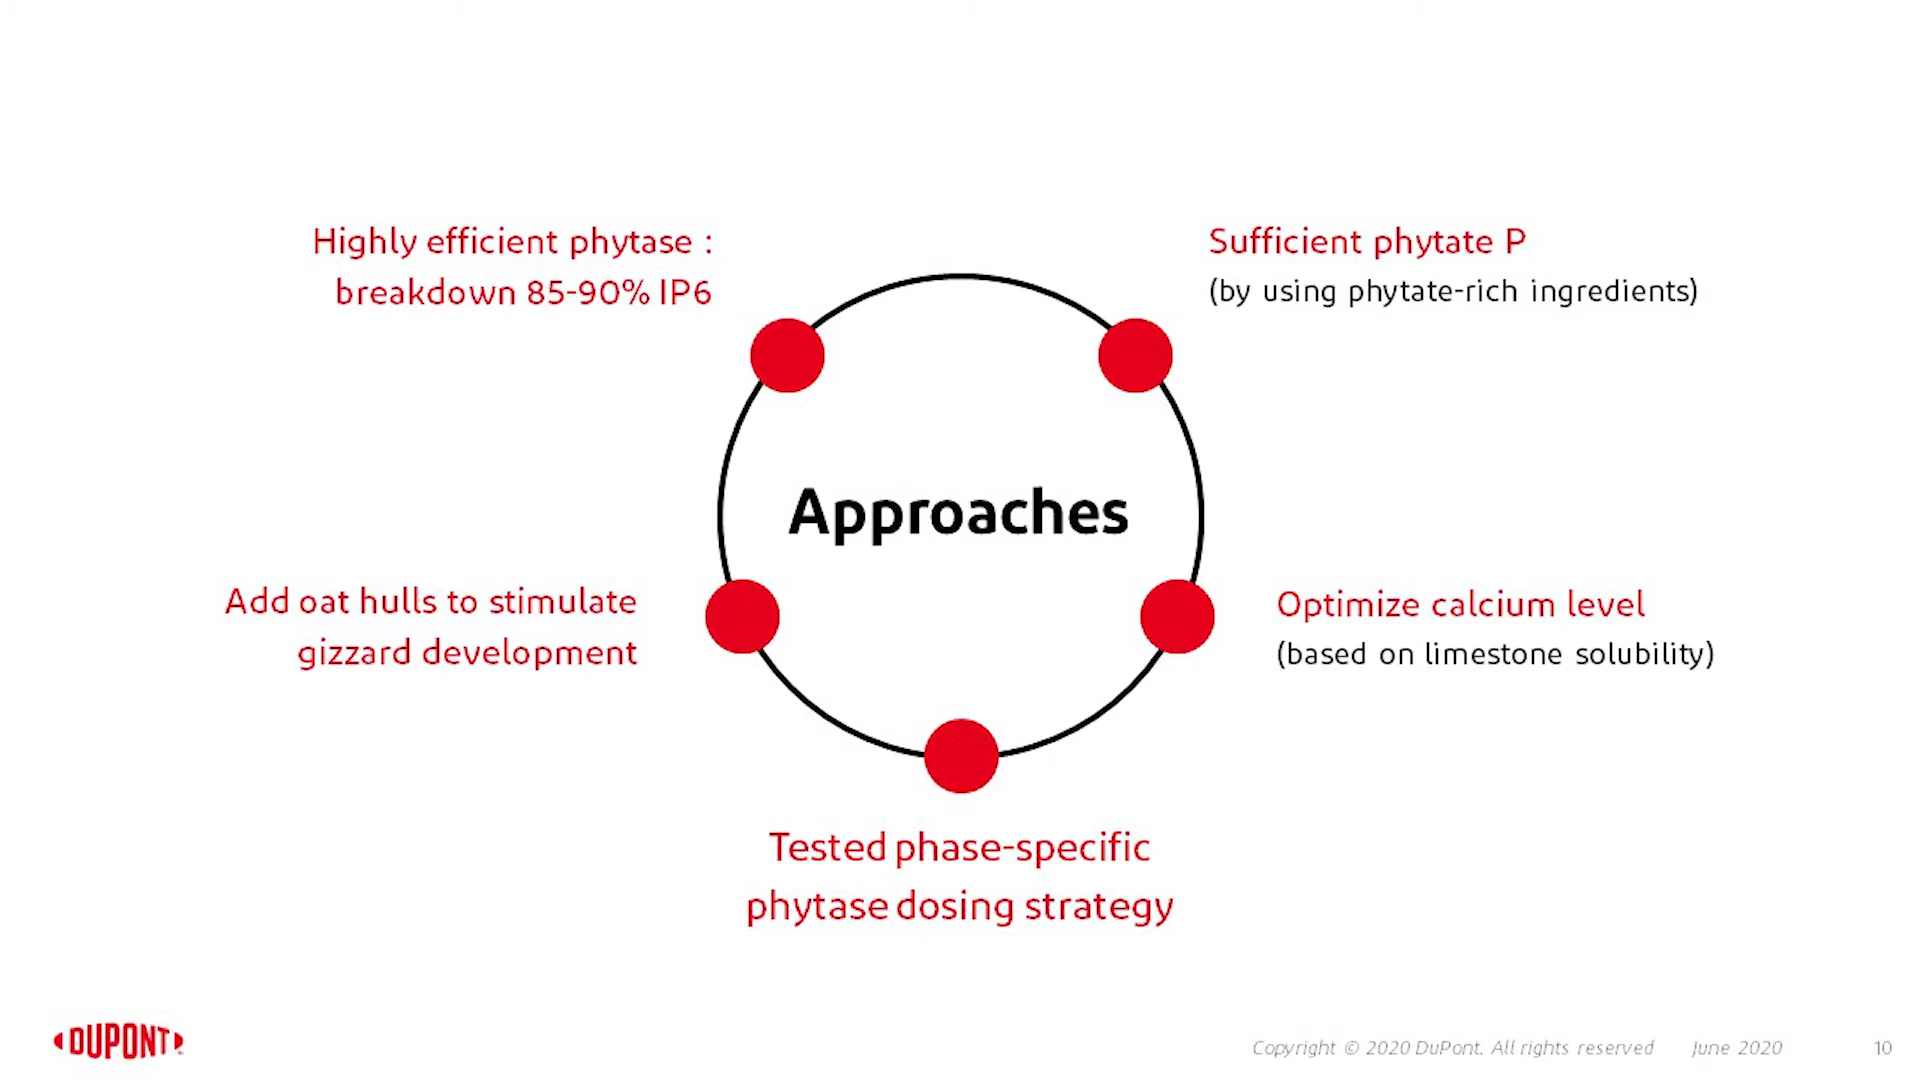 Highly efficient phytase :
breakdown 85-90% IP6
Sufficient phytate P
(by using phytate-rich ingredients)
Approaches
Add oat hulls to stimulate
gizzard development
Optimize calcium level
(based on limestone solubility)
Tested phase-specific
phytase dosing strategy
DUPONT
Copyright © 2020 DuPont. All rights reserved June 2020 10